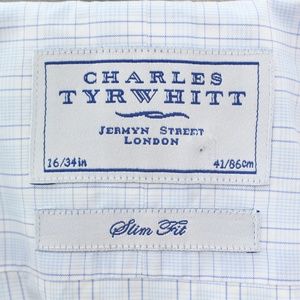 CHARLES
TYRWHITT
JERMYN STREET
LONDON
16/34in 41/86cm
Slim Fit